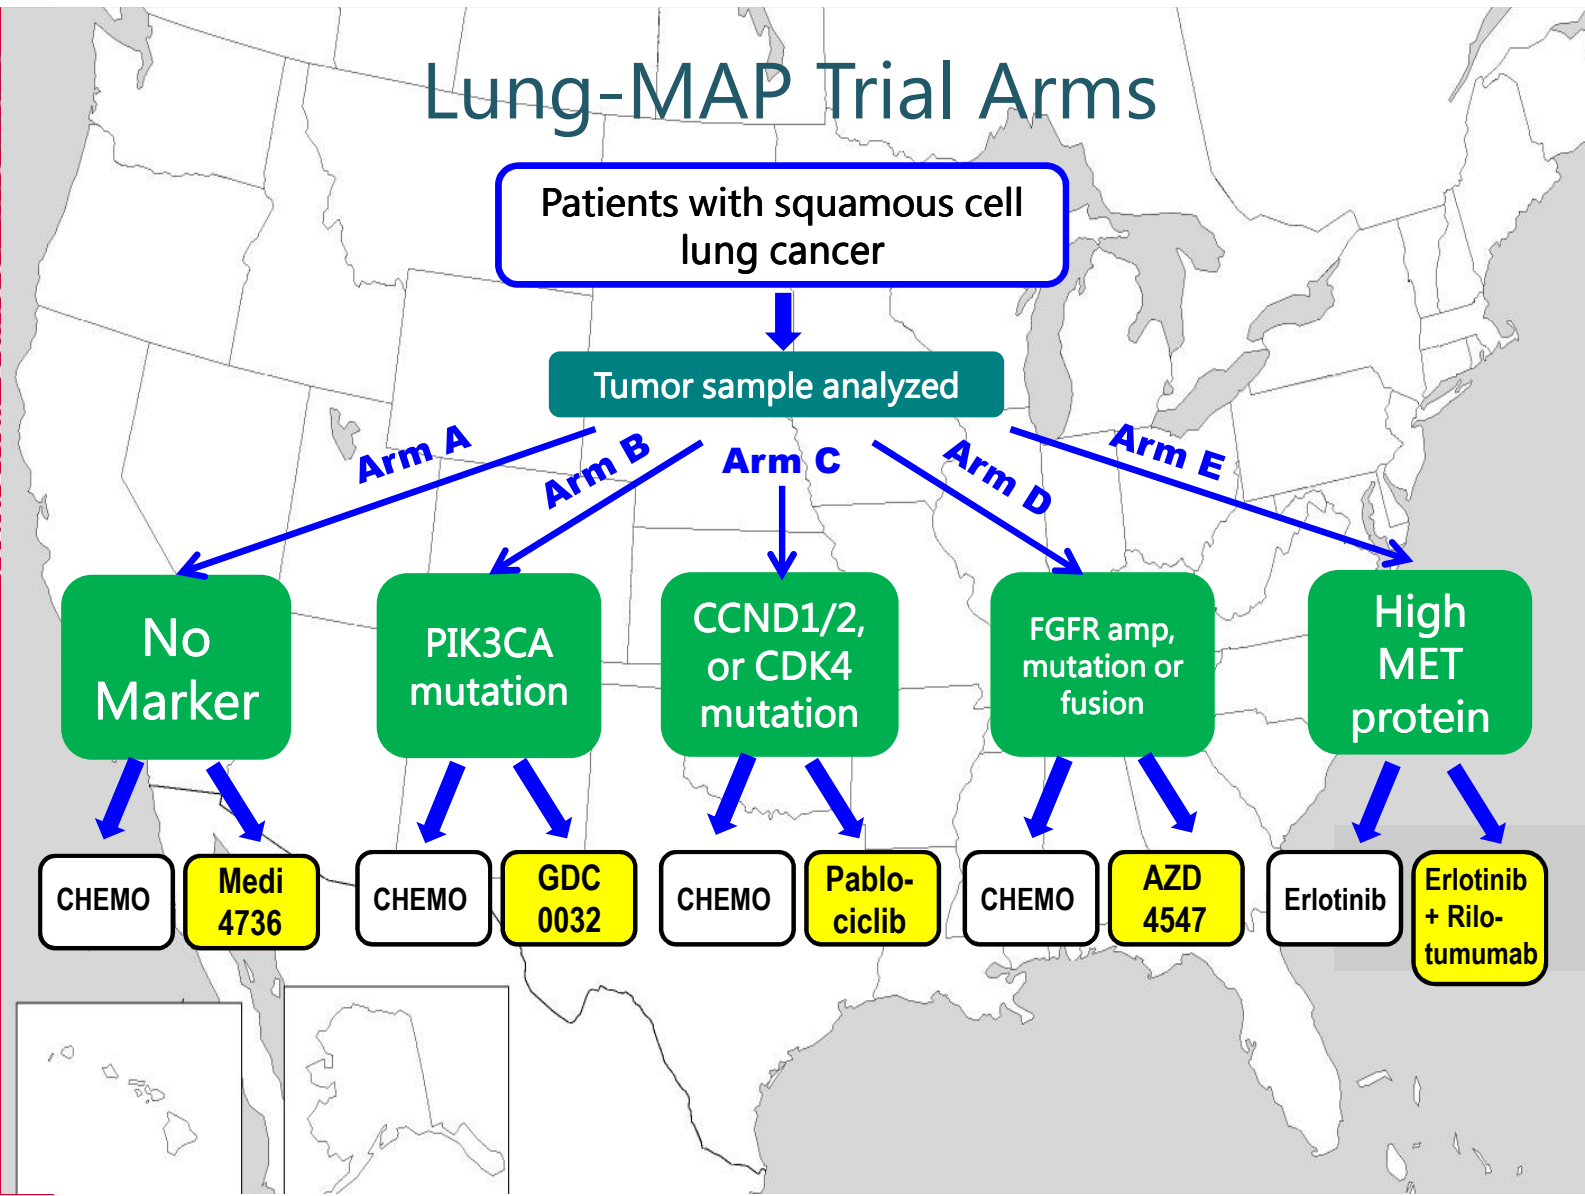 Lung-MAP Trial Arms
Patients with squamous cell
lung cancer
Tumor sample analyzed
Arm A
Arm B
Arm C
Arm D
Arm E
No
Marker
PIK3CA
mutation
CCND1/2,
or CDK4
mutation
FGFR amp,
mutation or
fusion
High
MET
protein
CHEMO
Medi
4736
CHEMO
GDC
0032
CHEMO
Pablo-
ciclib
CHEMO
AZD
4547
Erlotinib
Erlotinib
+ Rilo-
tumumab